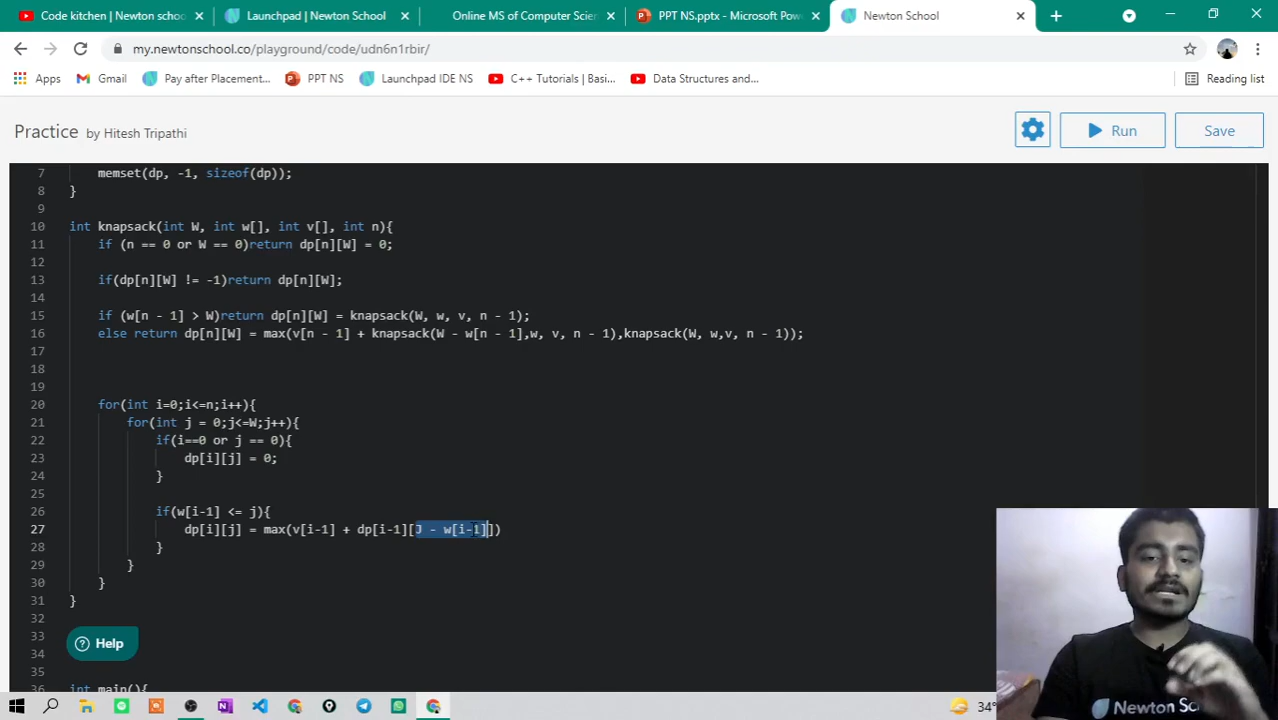 Code kitchen | Newton schoo
Launchpad | Newton School
Online MS of Computer Scien
PPT NS.pptx - Microsoft Pow
Newton School
my.newtonschool.co/playground/code/udn6n1rbir/
Apps
Gmail
Pay after Placement...
PPT NS
Launchpad IDE NS
C++ Tutorials | Basi...
Data Structures and...
Reading list
Practice by Hitesh Tripathi
Run
Save
7 memset(dp, -1, sizeof(dp));
8 }
9
10 int knapsack(int W, int w[], int v[], int n){
11 if (n == 0 or W == 0)return dp[n][W] = 0;
12
13 if(dp[n][W] != -1)return dp[n][W];
14
15 if (w[n - 1] > W)return dp[n][W] = knapsack(W, w, v, n - 1);
16 else return dp[n][W] = max(v[n - 1] + knapsack(W - w[n - 1],w, v, n - 1),knapsack(W, w,v, n - 1));
17
18
19
20 for(int i=0;i<=n;i++){
21 for(int j = 0;j<=W;j++){
22 if(i==0 or j == 0){
23 dp[i][j] = 0;
24 }
25
26 if(w[i-1] <= j){
27 dp[i][j] = max(v[i-1] + dp[i-1][J - w[i-1]])
28 }
29 }
30 }
31 }
32
33
34
35
36 int main(){
Help
34°
Newton Sc